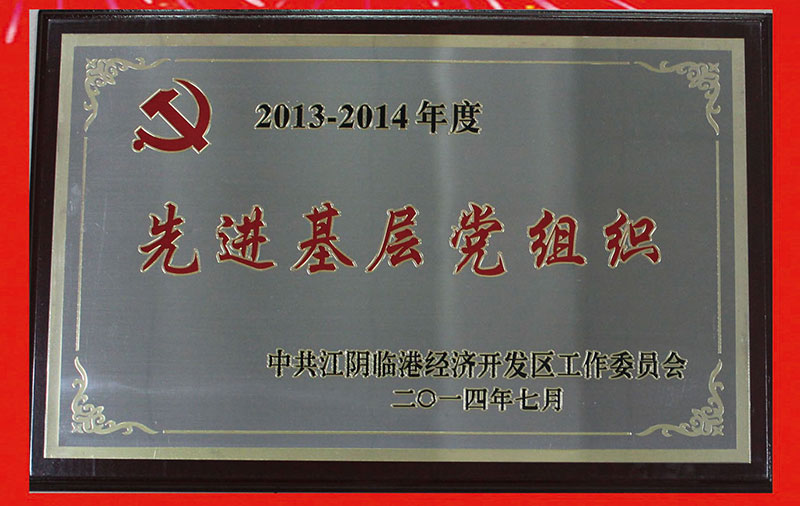 2013-2014年度
先进基层党组织
中共江阴临港经济开发区工作委员会
二〇一四年七月